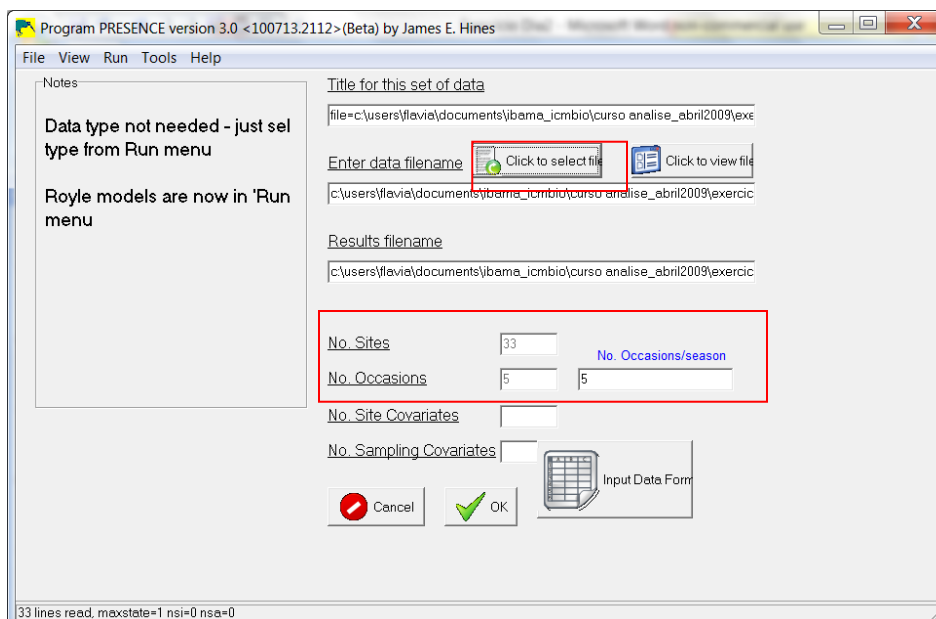 Program PRESENCE version 3.0 <100713.2112>(Beta) by James E. Hines
File View Run Tools Help
Notes
Data type not needed - just sel
type from Run menu
Royle models are now in 'Run
menu
Title for this set of data
file=c:\users\flavia\documents\ibama_icmbio\curso analise_abril2009\exe
Enter data filename
Click to select file
Click to view file
c:\users\flavia\documents\ibama_icmbio\curso analise_abril2009\exercic
Results filename
c:\users\flavia\documents\ibama_icmbio\curso analise_abril2009\exercic
No. Sites 33
No. Occasions/season
No. Occasions 5 5
No. Site Covariates
No. Sampling Covariates
Input Data Form
Cancel
OK
33 lines read, maxstate=1 nsi=0 nsa=0